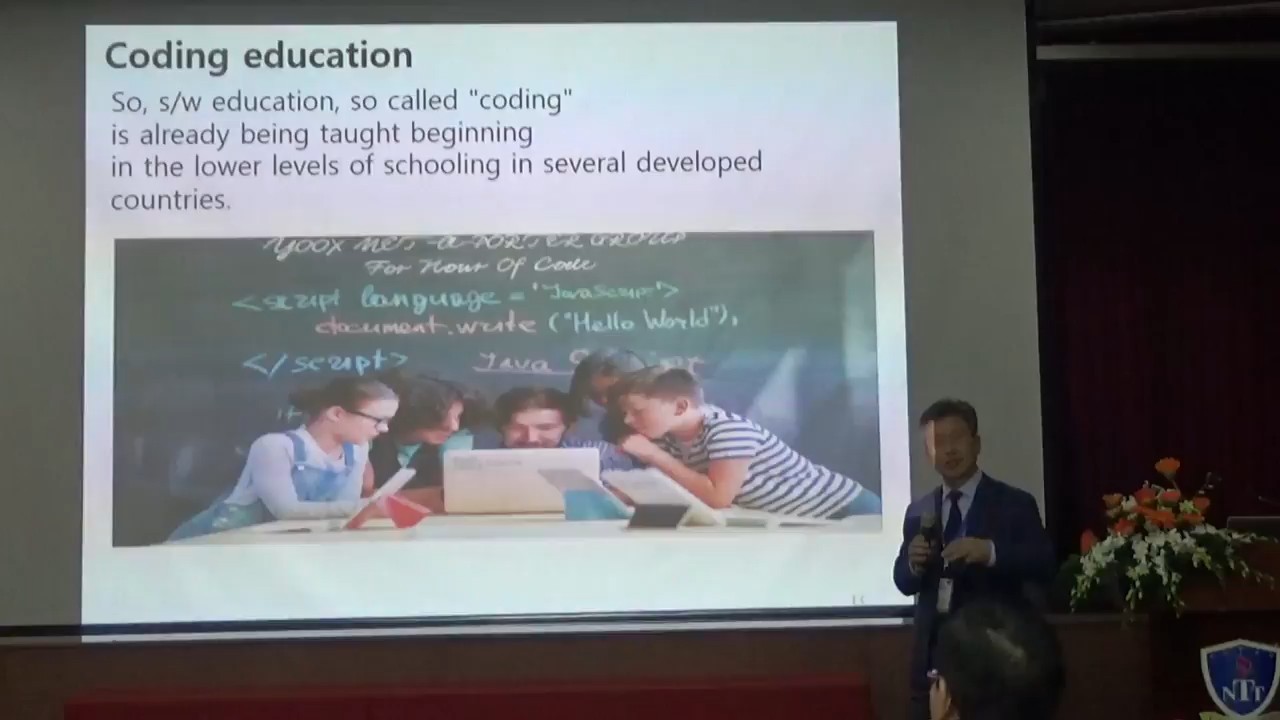 Coding education
So, s/w education, so called "coding"
is already being taught beginning
in the lower levels of schooling in several developed
countries.
For Hour Of Code
<script language = "JavaScript">
document.write ("Hello World"),
</script>
Java
NTT